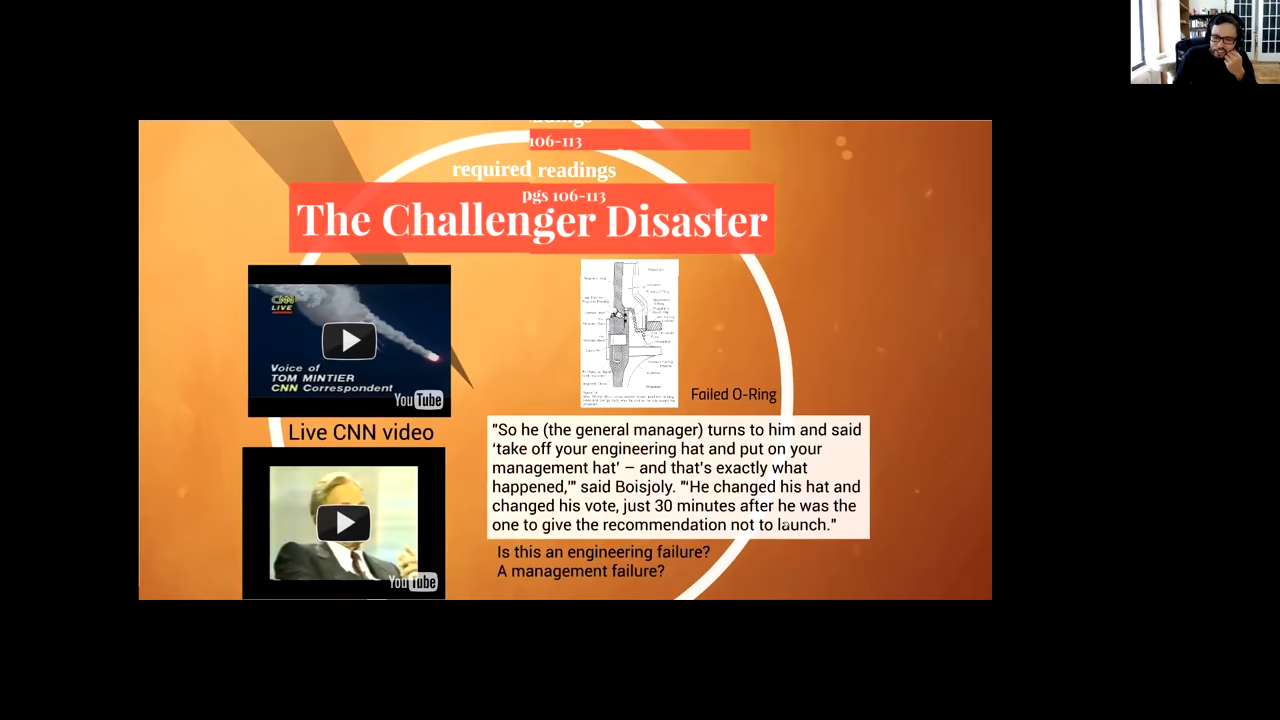 106-113
required readings
pgs 106-113
The Challenger Disaster
CNN
LIVE
Voice of
TOM MINTIER
CNN Correspondent
YouTube
Live CNN video
YouTube
Failed O-Ring
"So he (the general manager) turns to him and said
‘take off your engineering hat and put on your
management hat’ – and that's exactly what
happened,'" said Boisjoly. "'He changed his hat and
changed his vote, just 30 minutes after he was the
one to give the recommendation not to launch."
Is this an engineering failure?
A management failure?